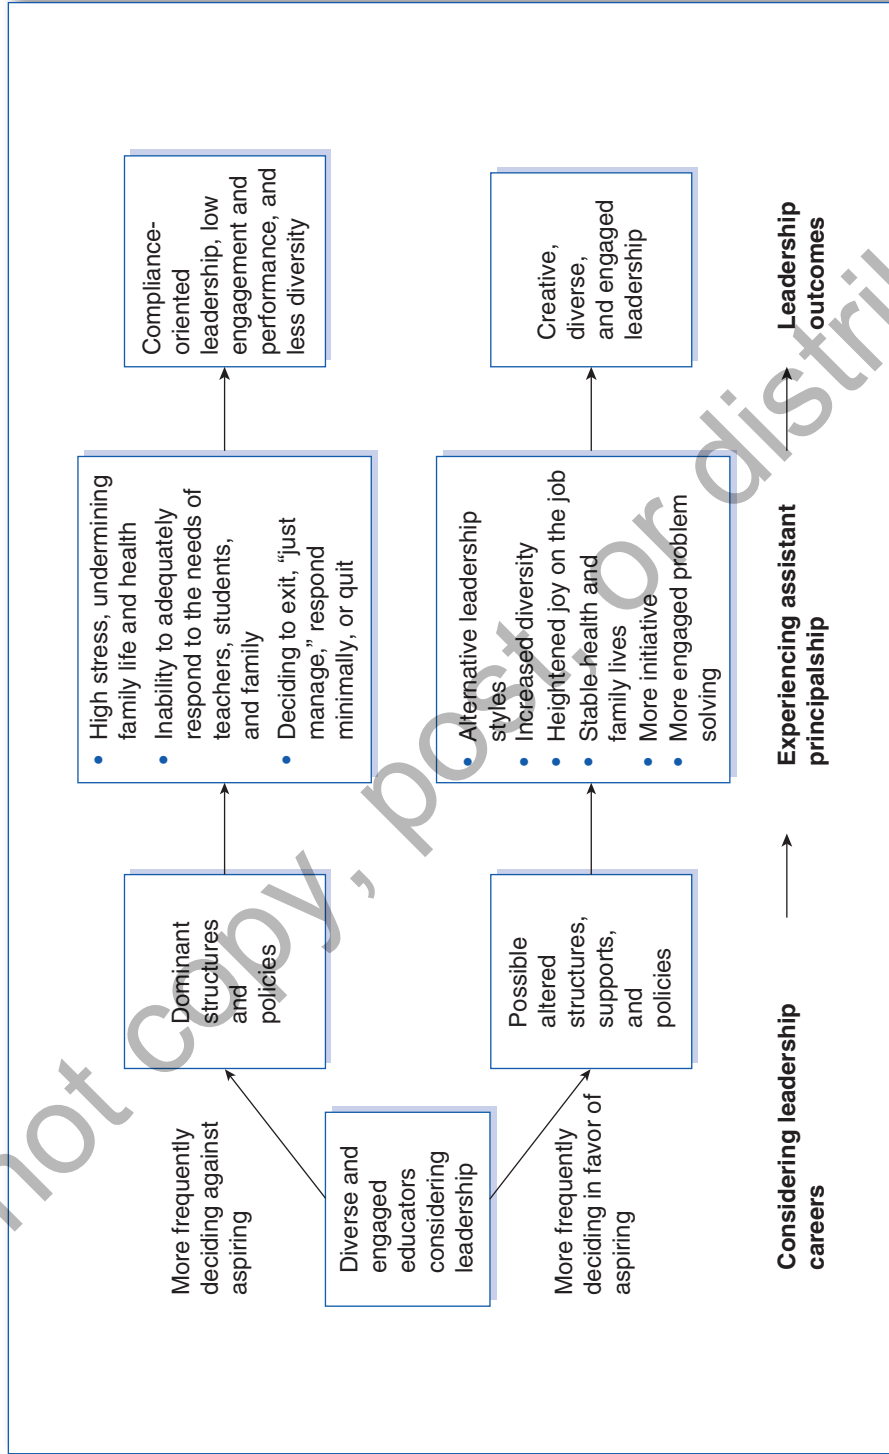 More frequently
deciding against
aspiring
Diverse and
engaged
educators
considering
leadership
More frequently
deciding in favor of
aspiring
Dominant
structures
and
policies
Possible
altered
structures,
supports,
and
policies
• High stress, undermining
family life and health
• Inability to adequately
respond to the needs of
teachers, students,
and family
• Deciding to exit, “just
manage,” respond
minimally, or quit
• Alternative leadership
styles
• Increased diversity
• Heightened joy on the job
• Stable health and
family lives
• More initiative
• More engaged problem
solving
Compliance-
oriented
leadership, low
engagement and
performance, and
less diversity
Creative,
diverse,
and engaged
leadership
Considering leadership
careers
Experiencing assistant
principalship
Leadership
outcomes
not copy, post, or